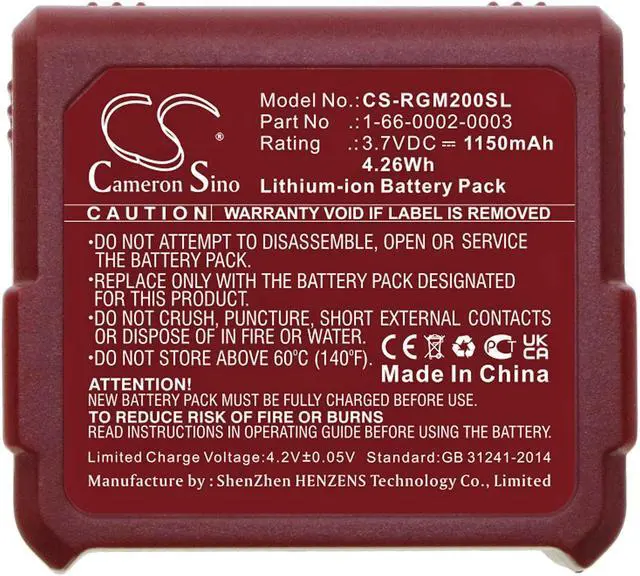 CS
®
Cameron Sino
Model No.:CS-RGM200SL
Part No .:1-66-0002-0003
Rating .:3.7VDC ⎓ 1150mAh
4.26Wh
Lithium-ion Battery Pack
CAUTION WARRANTY VOID IF LABEL IS REMOVED
•DO NOT ATTEMPT TO DISASSEMBLE, OPEN OR SERVICE
THE BATTERY PACK.
•REPLACE ONLY WITH THE BATTERY PACK DESIGNATED
FOR THIS PRODUCT.
•DO NOT CRUSH, PUNCTURE, SHORT EXTERNAL CONTACTS
OR DISPOSE OF IN FIRE OR WATER.
•DO NOT STORE ABOVE 60°C (140°F).
CE PCT UK CA
Made In China
ATTENTION!
NEW BATTERY PACK MUST BE FULLY CHARGED BEFORE USE.
TO REDUCE RISK OF FIRE OR BURNS
READ INSTRUCTIONS IN OPERATING GUIDE BEFORE USING THE BATTERY.
Limited Charge Voltage:4.2V±0.05V Standard:GB 31241-2014
Manufacture by : ShenZhen HENZENS Technology Co., Limited